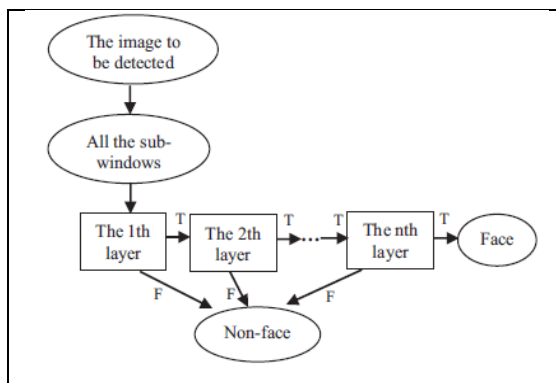 The image to
be detected
All the sub-
windows
The 1th
layer
T
The 2th
layer
T
...
T
The nth
layer
T
Face
F
F
F
Non-face